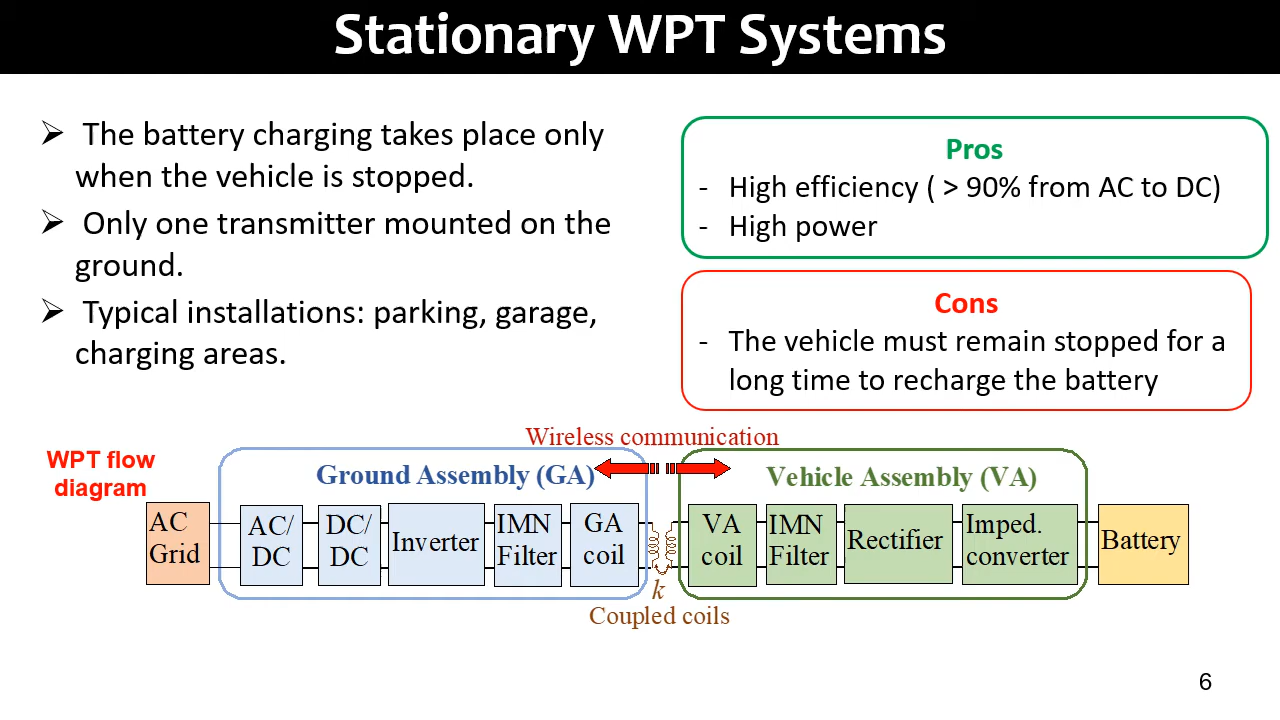 Stationary WPT Systems
➢ The battery charging takes place only
when the vehicle is stopped.
➢ Only one transmitter mounted on the
ground.
➢ Typical installations: parking, garage,
charging areas.
Pros
- High efficiency ( > 90% from AC to DC)
- High power
Cons
- The vehicle must remain stopped for a
long time to recharge the battery
WPT flow
diagram
Wireless communication
Ground Assembly (GA)
Vehicle Assembly (VA)
AC
Grid
AC/
DC
DC/
DC
Inverter
IMN
Filter
GA
coil
VA
coil
IMN
Filter
Rectifier
Imped.
converter
Battery
k
Coupled coils
6